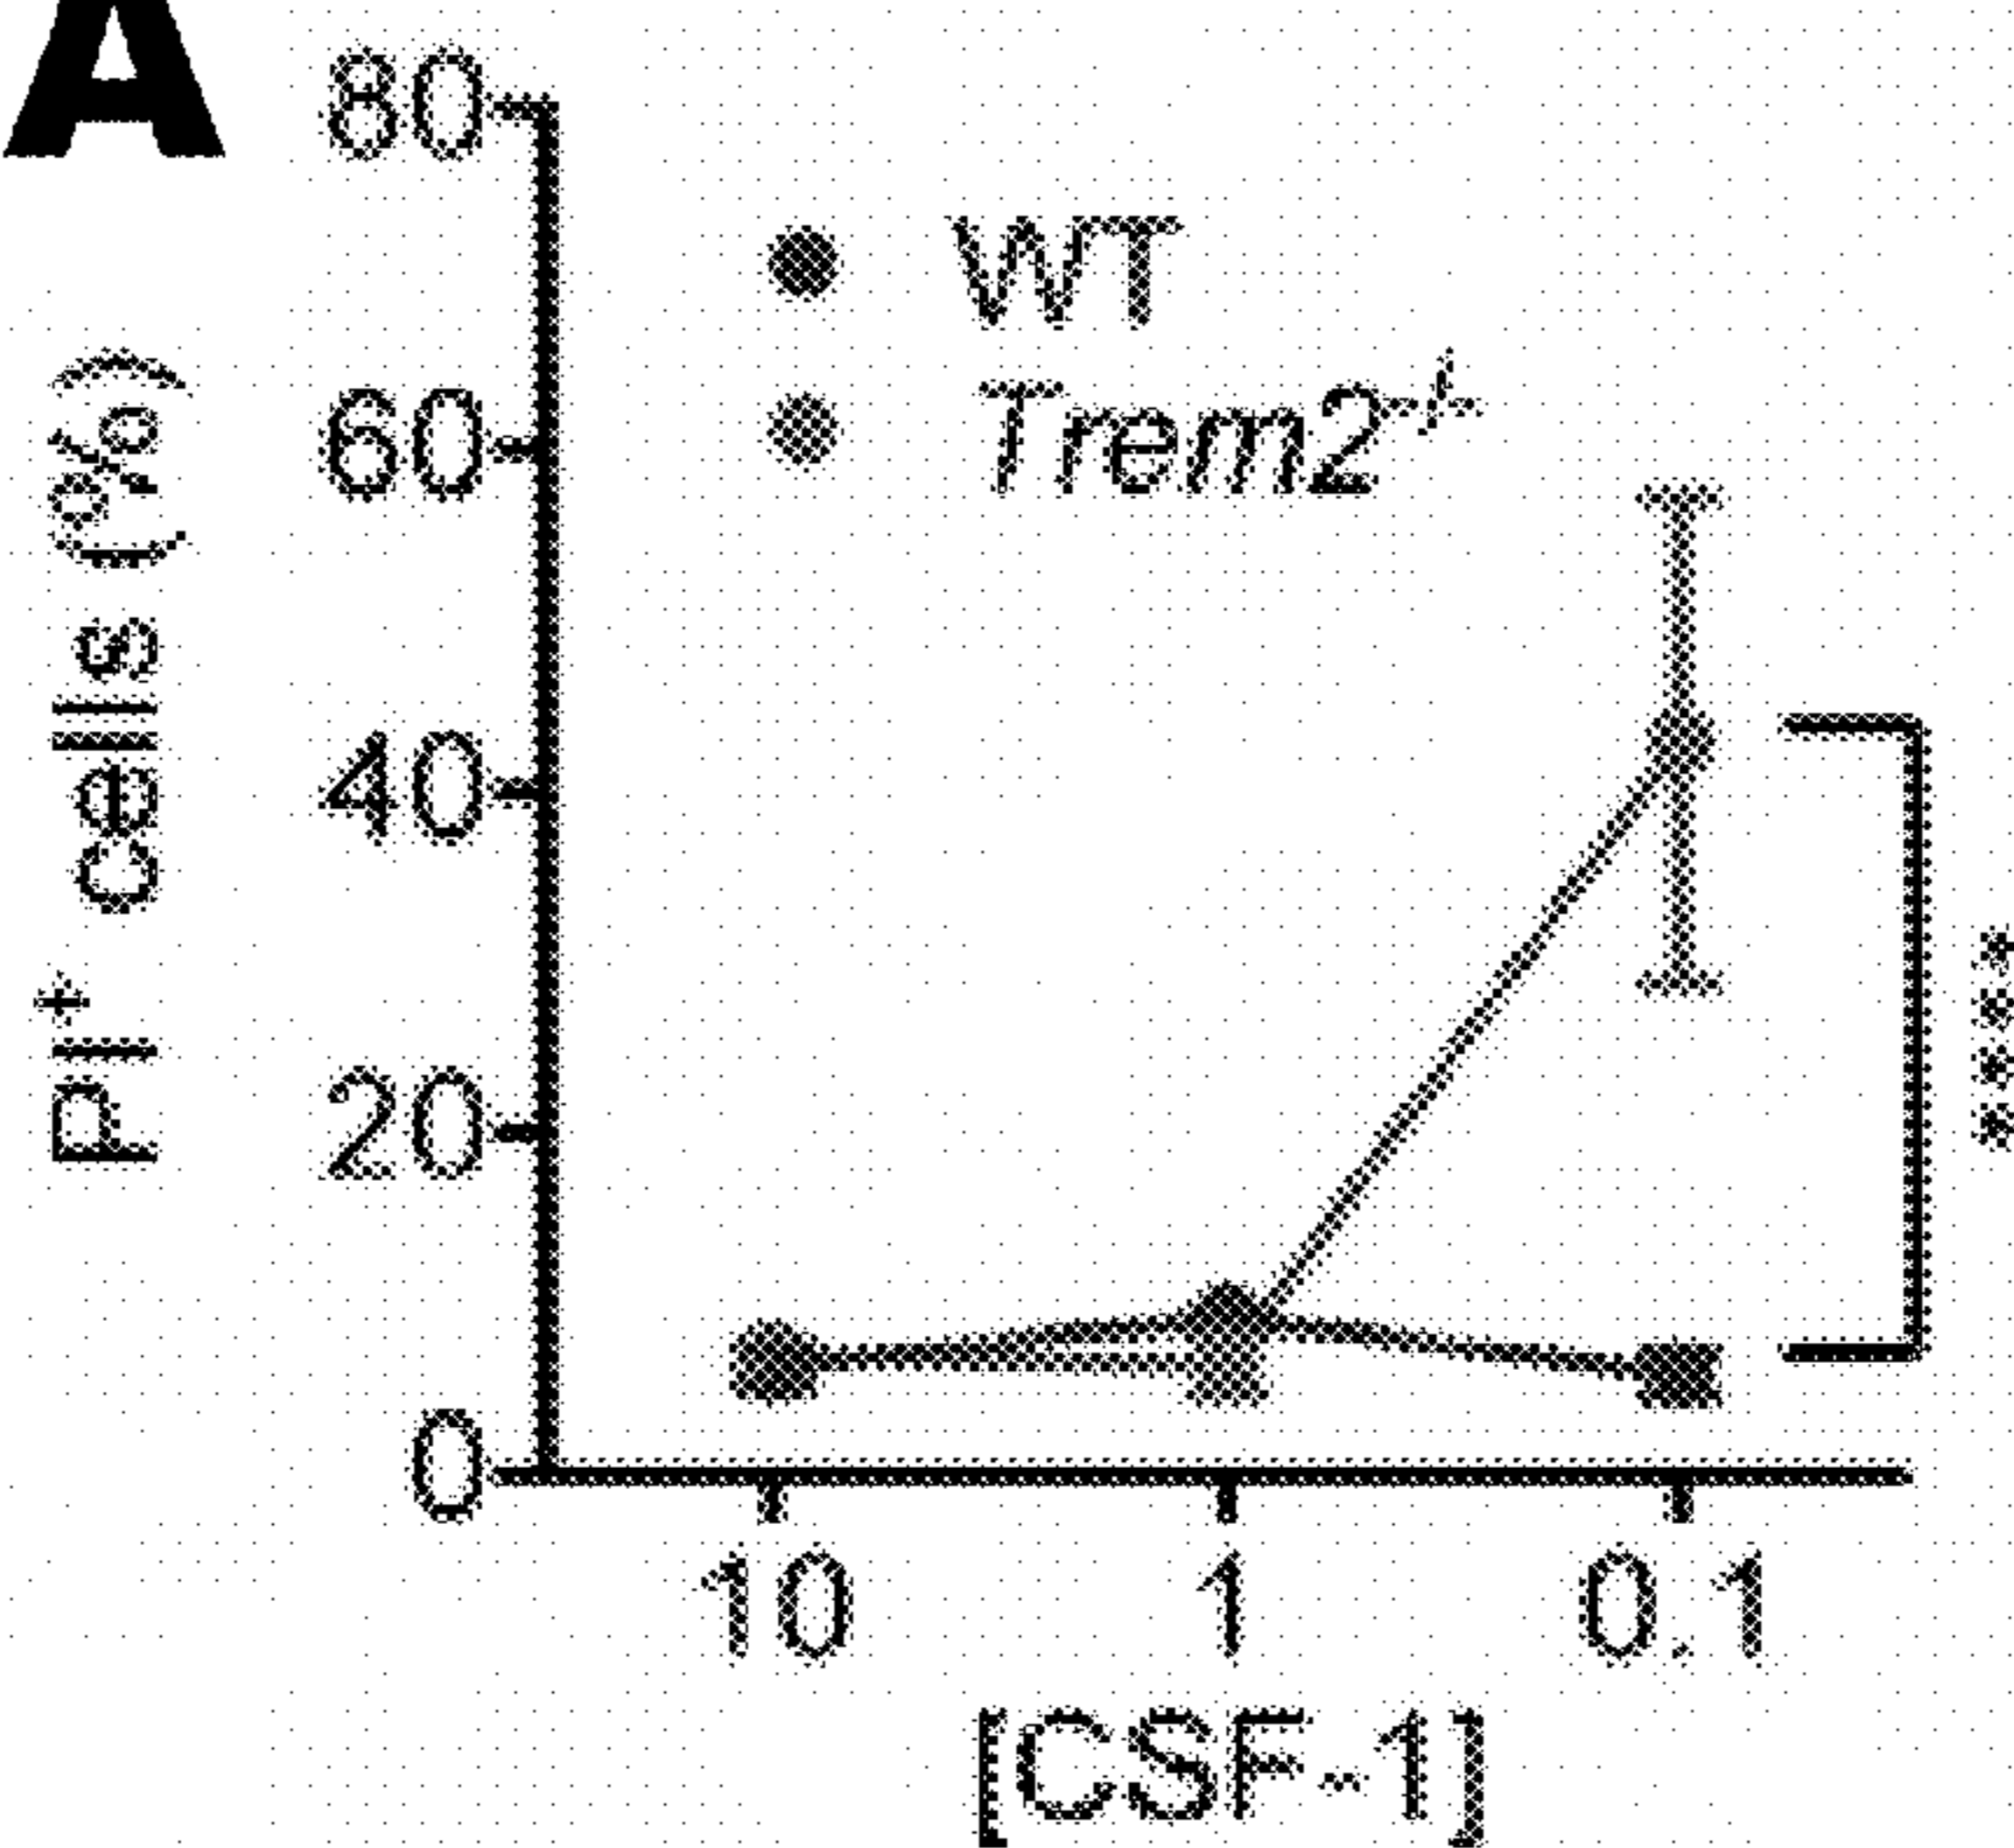 A
80
60
40
20
0
PI⁺ cells (%)
WT
Trem2⁻/⁻
****
10 1 0.1
[CSF-1]